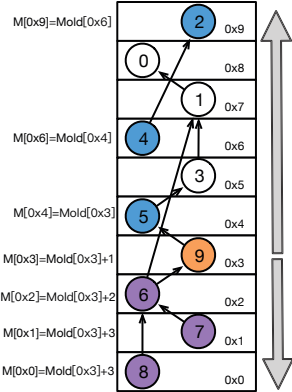 M[0x9]=Mold[0x6] 2 0x9
0 0x8
1 0x7
M[0x6]=Mold[0x4] 4 0x6
3 0x5
M[0x4]=Mold[0x3] 5 0x4
M[0x3]=Mold[0x3]+1 9 0x3
M[0x2]=Mold[0x3]+2 6 0x2
M[0x1]=Mold[0x3]+3 7 0x1
M[0x0]=Mold[0x3]+3 8 0x0